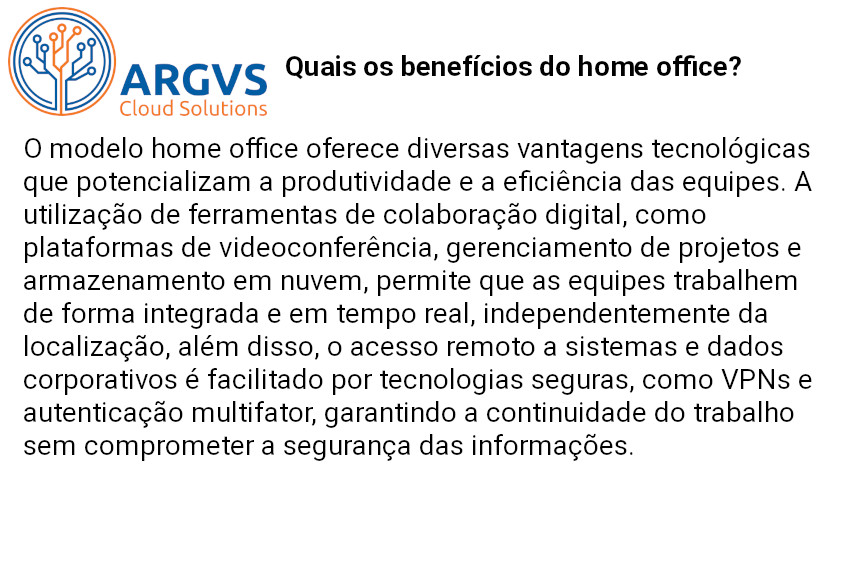 ARGVS
Cloud Solutions
Quais os benefícios do home office?
O modelo home office oferece diversas vantagens tecnológicas
que potencializam a produtividade e a eficiência das equipes. A
utilização de ferramentas de colaboração digital, como
plataformas de videoconferência, gerenciamento de projetos e
armazenamento em nuvem, permite que as equipes trabalhem
de forma integrada e em tempo real, independentemente da
localização, além disso, o acesso remoto a sistemas e dados
corporativos é facilitado por tecnologias seguras, como VPNs e
autenticação multifator, garantindo a continuidade do trabalho
sem comprometer a segurança das informações.